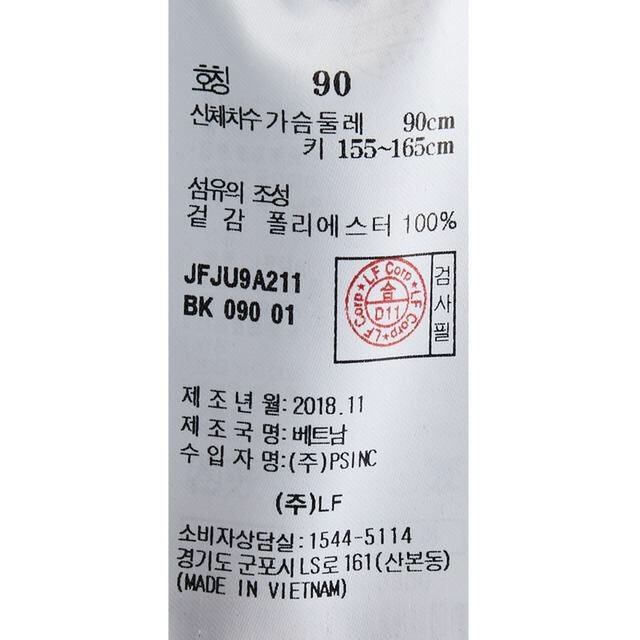 호칭 90
신체치수 가슴둘레 90cm
키 155~165cm
섬유의 조성
겉감 폴리에스터 100%
JFJU9A211
BK 090 01
LF Corp★LF Corp★LF Corp★
合
D11
검사필
제조년월:2018.11
제조국명:베트남
수입자명:(주)PSINC
(주)LF
소비자상담실:1544-5114
경기도 군포시 LS로 161(산본동)
(MADE IN VIETNAM)